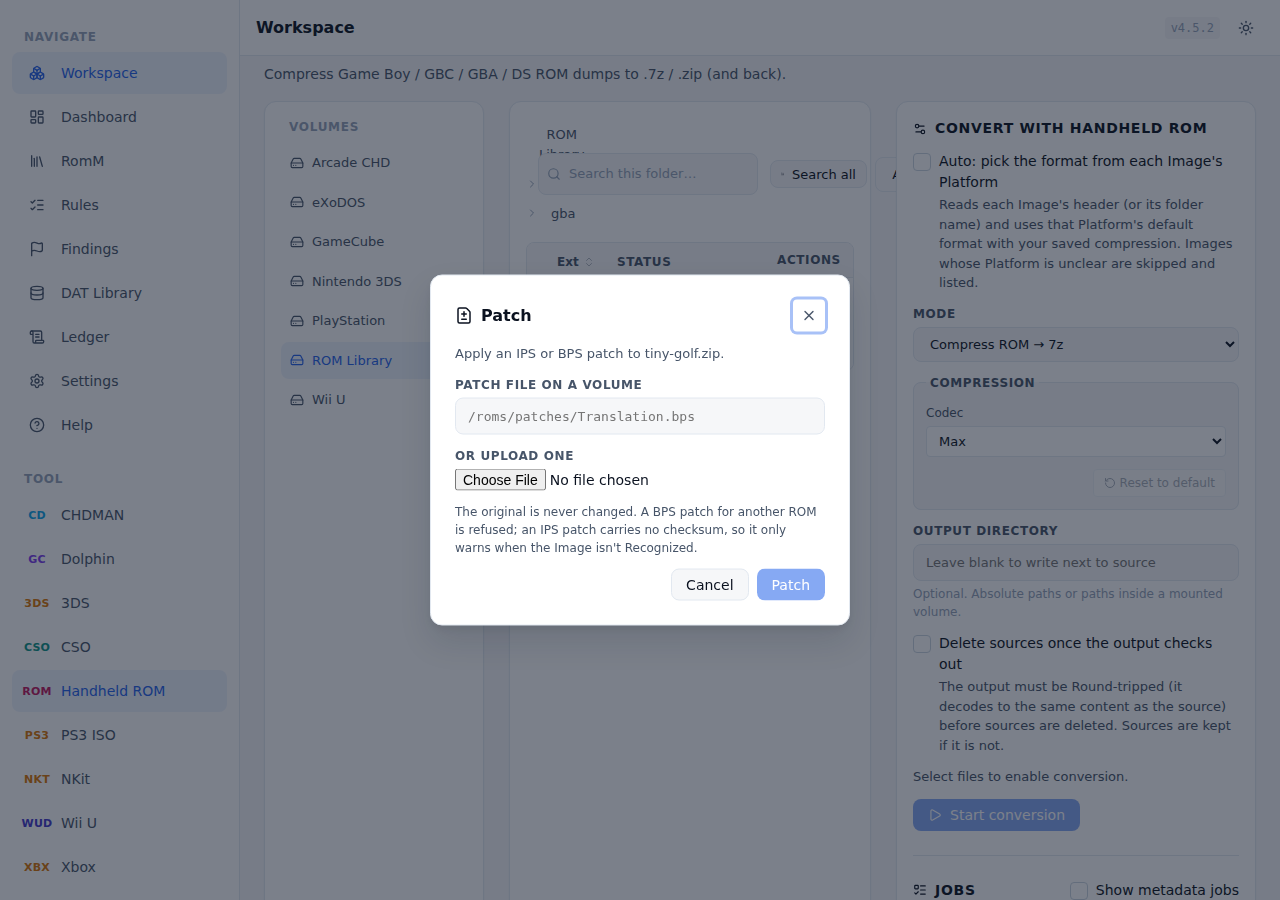 NAVIGATE
Workspace
Dashboard
RomM
Rules
Findings
DAT Library
Ledger
Settings
Help
TOOL
CD CHDMAN
GC Dolphin
3DS 3DS
CSO CSO
ROM Handheld ROM
PS3 PS3 ISO
NKT NKit
WUD Wii U
XBX Xbox
Workspace
v4.5.2
Compress Game Boy / GBC / GBA / DS ROM dumps to .7z / .zip (and back).
VOLUMES
Arcade CHD
eXoDOS
GameCube
Nintendo 3DS
PlayStation
ROM Library
Wii U
ROM
Library
Search this folder…
Search all
gba
Ext
STATUS
ACTIONS
Patch
Apply an IPS or BPS patch to tiny-golf.zip.
PATCH FILE ON A VOLUME
/roms/patches/Translation.bps
OR UPLOAD ONE
Choose File No file chosen
The original is never changed. A BPS patch for another ROM
is refused; an IPS patch carries no checksum, so it only
warns when the Image isn't Recognized.
Cancel
Patch
CONVERT WITH HANDHELD ROM
Auto: pick the format from each Image's
Platform
Reads each Image's header (or its folder
name) and uses that Platform's default
format with your saved compression. Images
whose Platform is unclear are skipped and
listed.
MODE
Compress ROM → 7z
COMPRESSION
Codec
Max
Reset to default
OUTPUT DIRECTORY
Leave blank to write next to source
Optional. Absolute paths or paths inside a mounted
volume.
Delete sources once the output checks
out
The output must be Round-tripped (it
decodes to the same content as the source)
before sources are deleted. Sources are kept
if it is not.
Select files to enable conversion.
Start conversion
JOBS
Show metadata jobs